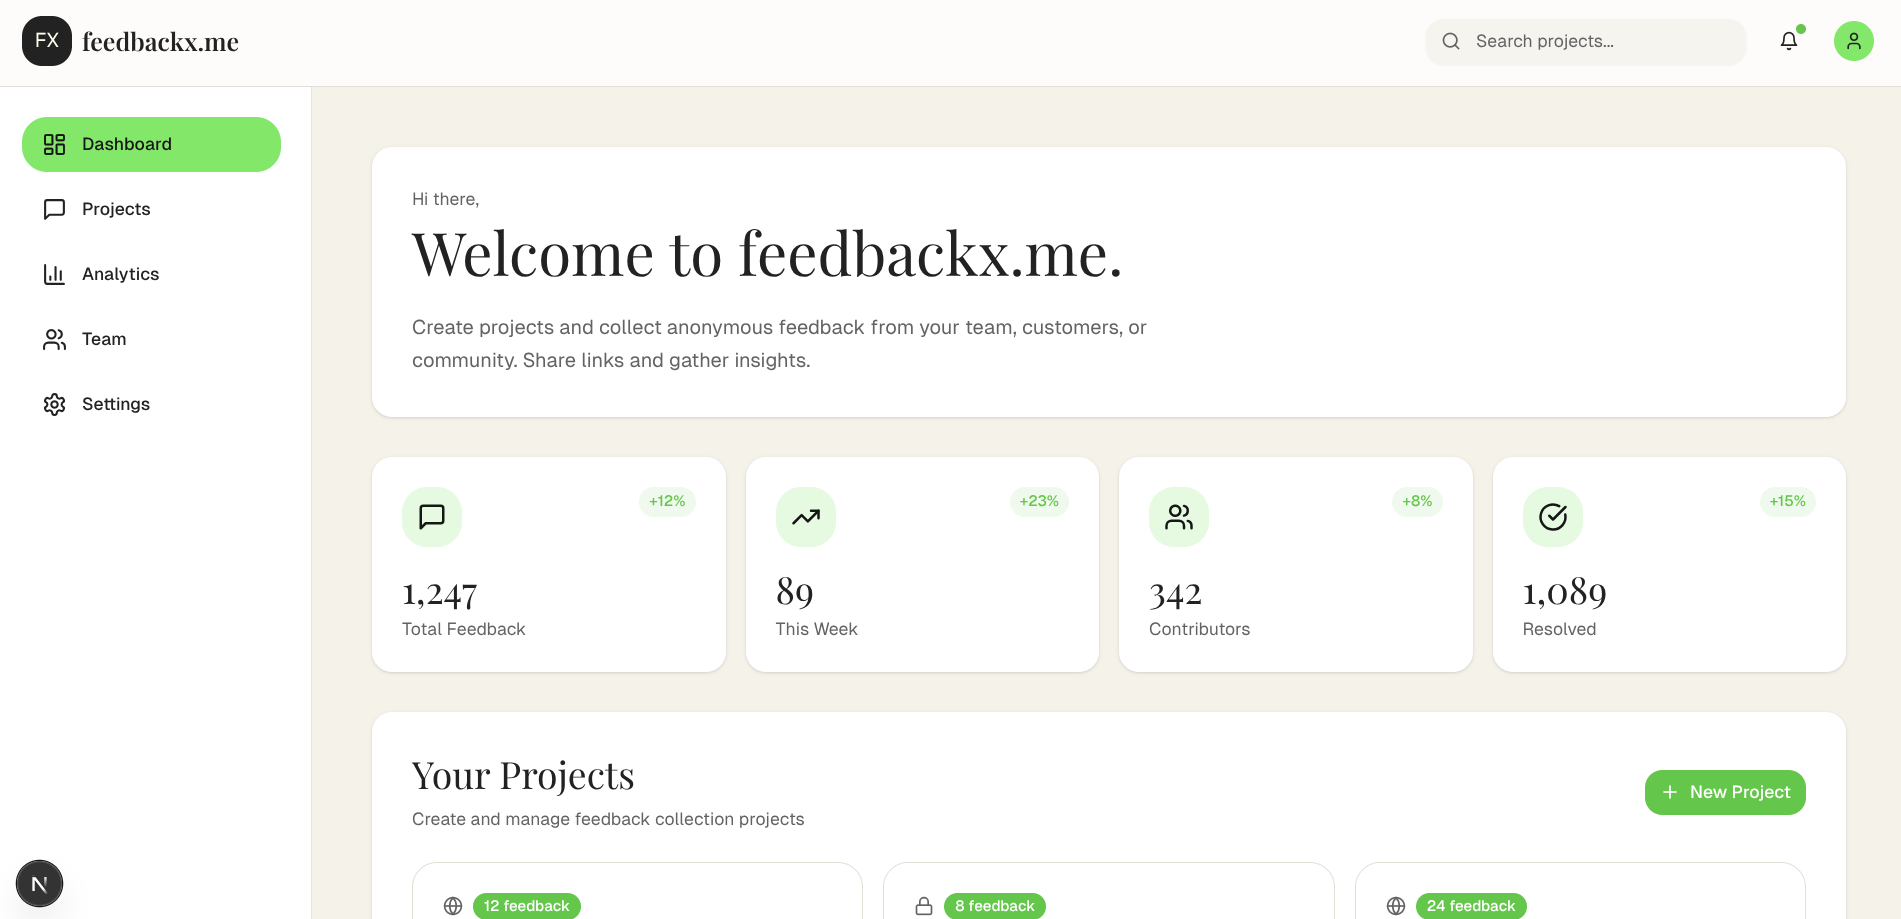 FX feedbackx.me
Search projects...
Dashboard
Projects
Analytics
Team
Settings
Hi there,
Welcome to feedbackx.me.
Create projects and collect anonymous feedback from your team, customers, or
community. Share links and gather insights.
+12%
1,247
Total Feedback
+23%
89
This Week
+8%
342
Contributors
+15%
1,089
Resolved
Your Projects
Create and manage feedback collection projects
+ New Project
12 feedback
8 feedback
24 feedback
N